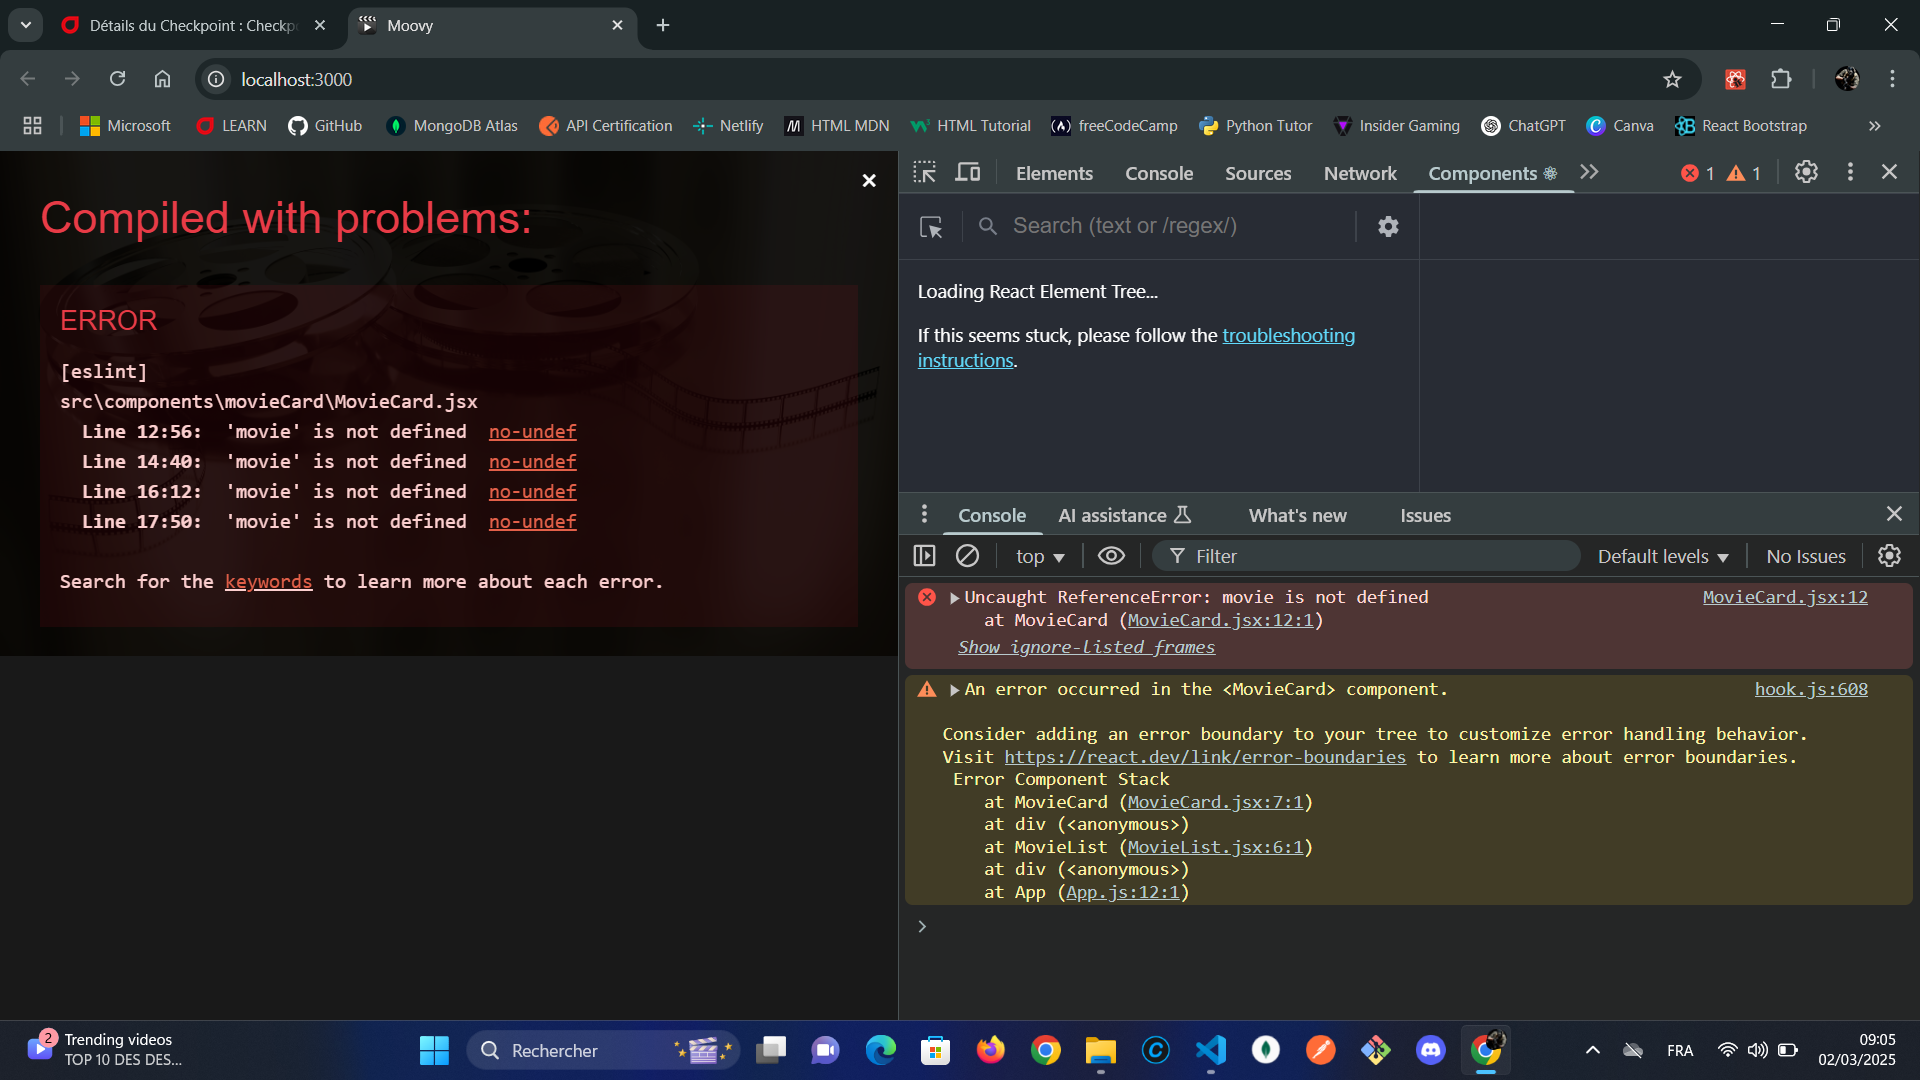 Détails du Checkpoint : Checkp
Moovy
localhost:3000
Microsoft
LEARN
GitHub
MongoDB Atlas
API Certification
Netlify
HTML MDN
HTML Tutorial
freeCodeCamp
Python Tutor
Insider Gaming
ChatGPT
Canva
React Bootstrap
Compiled with problems:
ERROR
[eslint]
src\components\movieCard\MovieCard.jsx
Line 12:56: 'movie' is not defined no-undef
Line 14:40: 'movie' is not defined no-undef
Line 16:12: 'movie' is not defined no-undef
Line 17:50: 'movie' is not defined no-undef
Search for the keywords to learn more about each error.
Elements
Console
Sources
Network
Components
1
1
Search (text or /regex/)
Loading React Element Tree...
If this seems stuck, please follow the troubleshooting
instructions.
Console
AI assistance
What's new
Issues
top
Filter
Default levels
No Issues
Uncaught ReferenceError: movie is not defined MovieCard.jsx:12
at MovieCard (MovieCard.jsx:12:1)
Show ignore-listed frames
An error occurred in the <MovieCard> component. hook.js:608
Consider adding an error boundary to your tree to customize error handling behavior.
Visit https://react.dev/link/error-boundaries to learn more about error boundaries.
Error Component Stack
at MovieCard (MovieCard.jsx:7:1)
at div (<anonymous>)
at MovieList (MovieList.jsx:6:1)
at div (<anonymous>)
at App (App.js:12:1)
2
Trending videos
TOP 10 DES DES...
Rechercher
FRA
09:05
02/03/2025